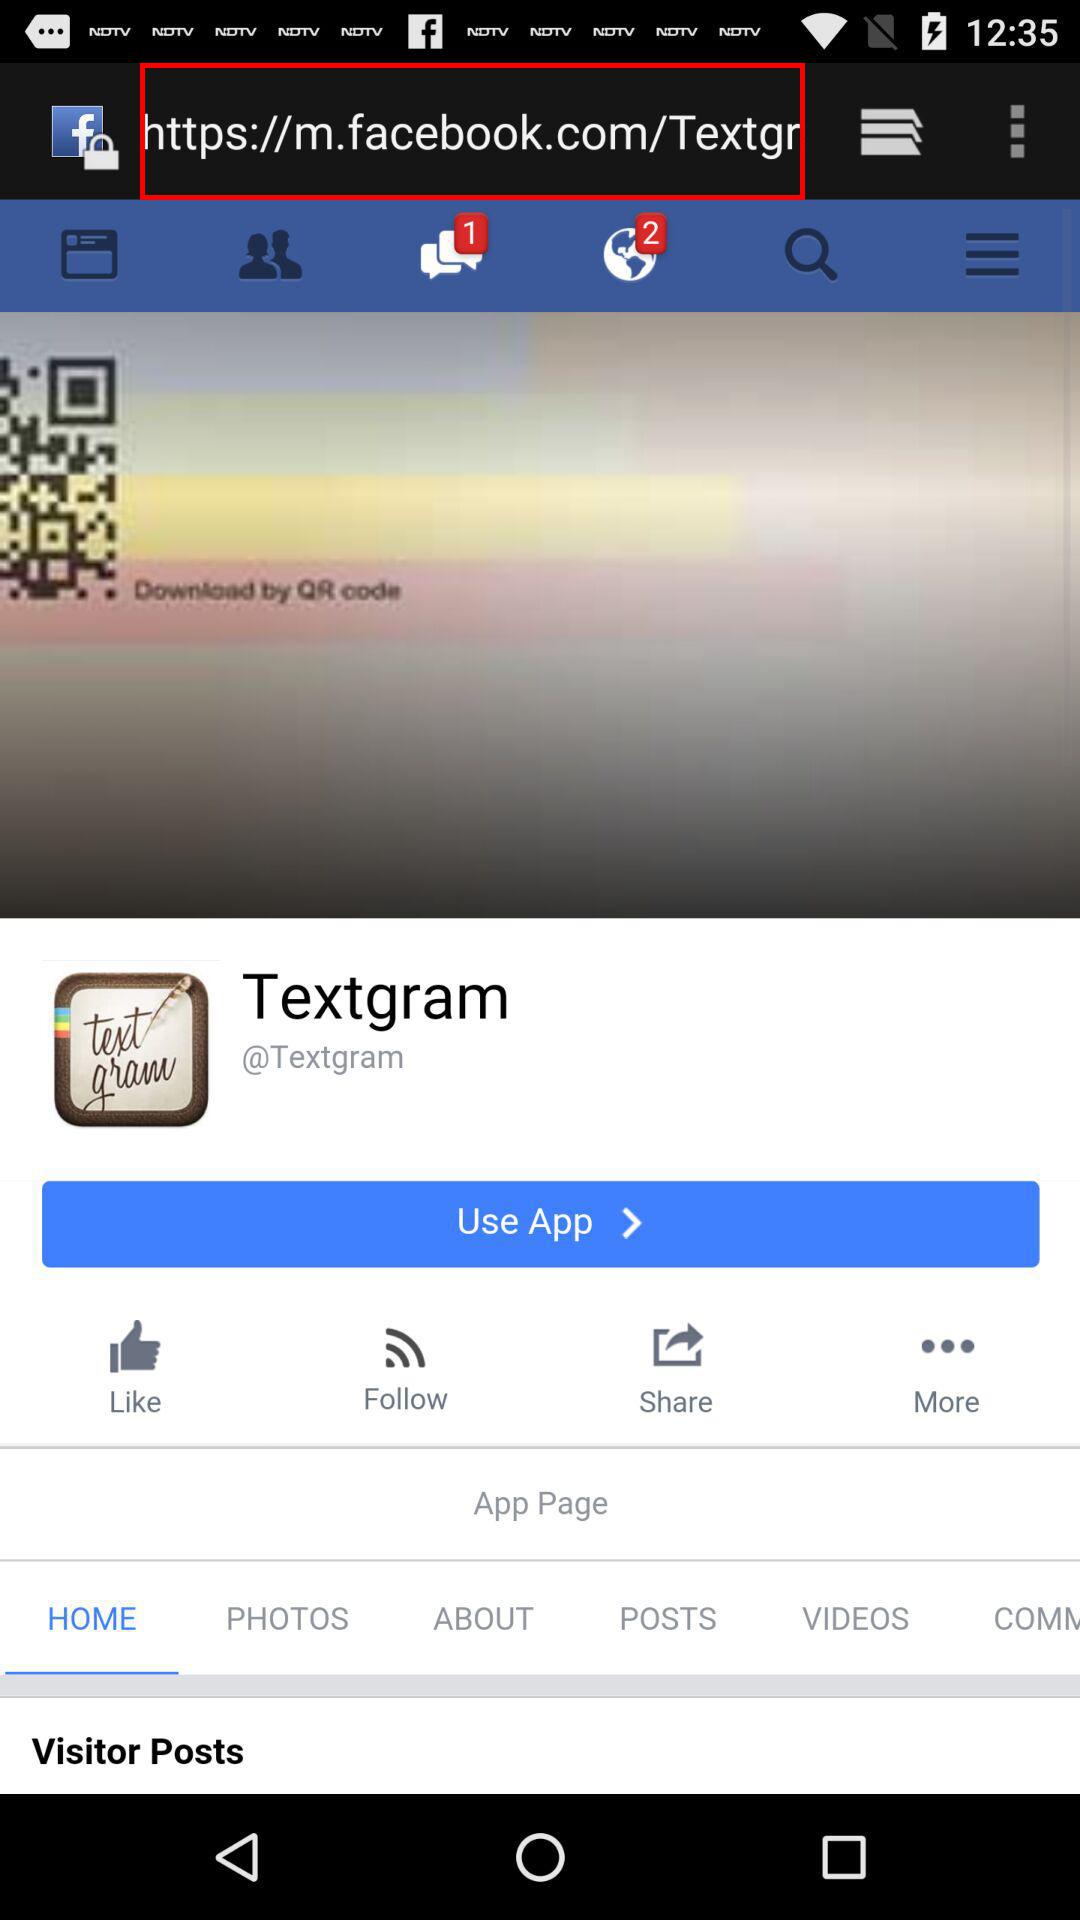 NDTV NDTV NDTV NDTV NDTV NDTV NDTV NDTV NDTV NDTV 12:35
https://m.facebook.com/Textgr
1 2
Download by QR code
text gram
Textgram
@Textgram
Use App
Like Follow Share More
App Page
HOME PHOTOS ABOUT POSTS VIDEOS COMM
Visitor Posts